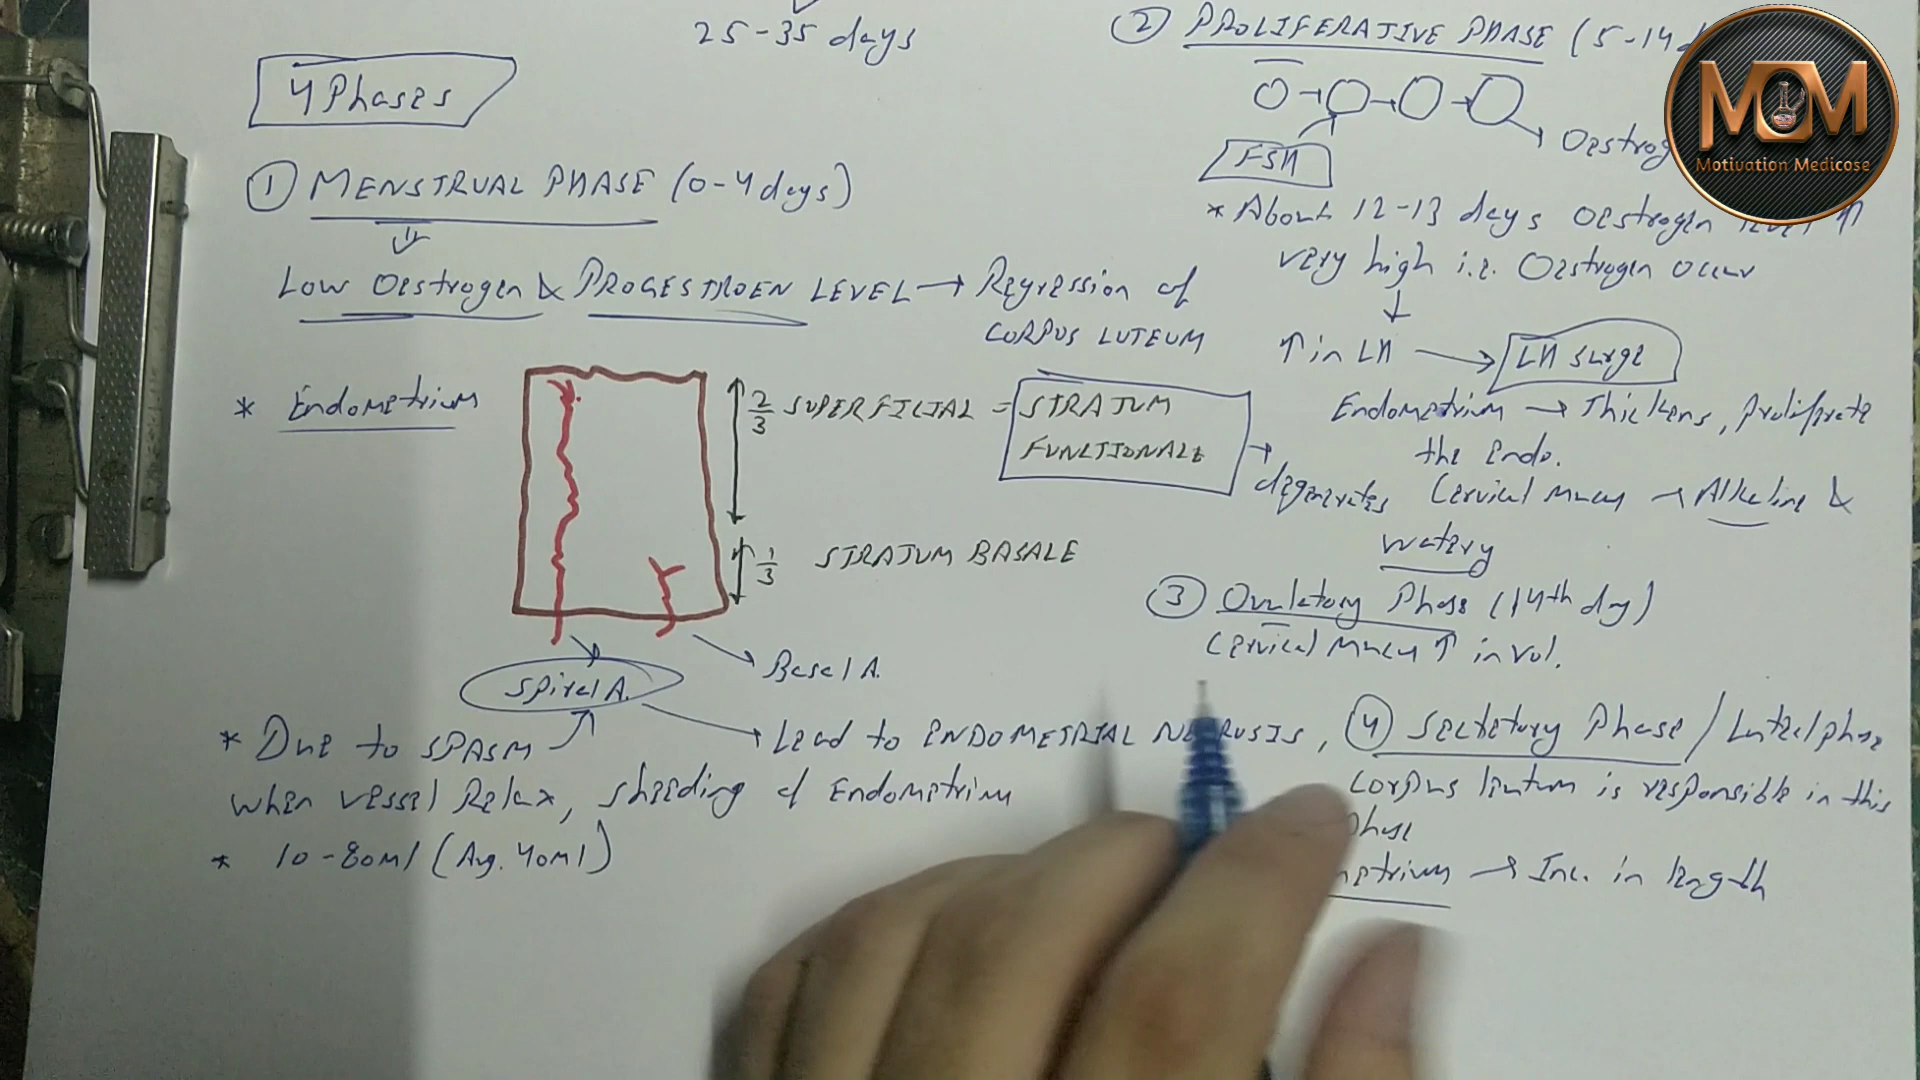 25-35 days
4 Phases
① MENSTRUAL PHASE (0-4 days)
Low Oestrogen & PROGESTROEN LEVEL → Regression of
CORPUS LUTEUM
* Endometrium
2/3 SUPERFICIAL = STRATUM
FUNCTIONALE
→ degenerates
1/3 STRATUM BASALE
Spiral A.
Basal A.
* Due to SPASM
→ Lead to ENDOMETRIAL
when vessel Relax, shedding of Endometrium
* 10-80ml (Avg. 40ml)
② PROLIFERATIVE PHASE (5-14
FSH
* About 12-13 days Oestrogen level ↑
very high i.e. Oestrogen occur
↑ in LH → LH surge
Endometrium → Thickens, Proliferate
the Endo.
Cervical mucus → Alkaline &
watery
③ Ovulatory Phase (14th day)
Cervical Mucus ↑ in Vol.
④ Secretory Phase / Luteal phase
Corpus leutum is responsible in this
phase
→ Inc. in length
MOM
Motivation Medicose